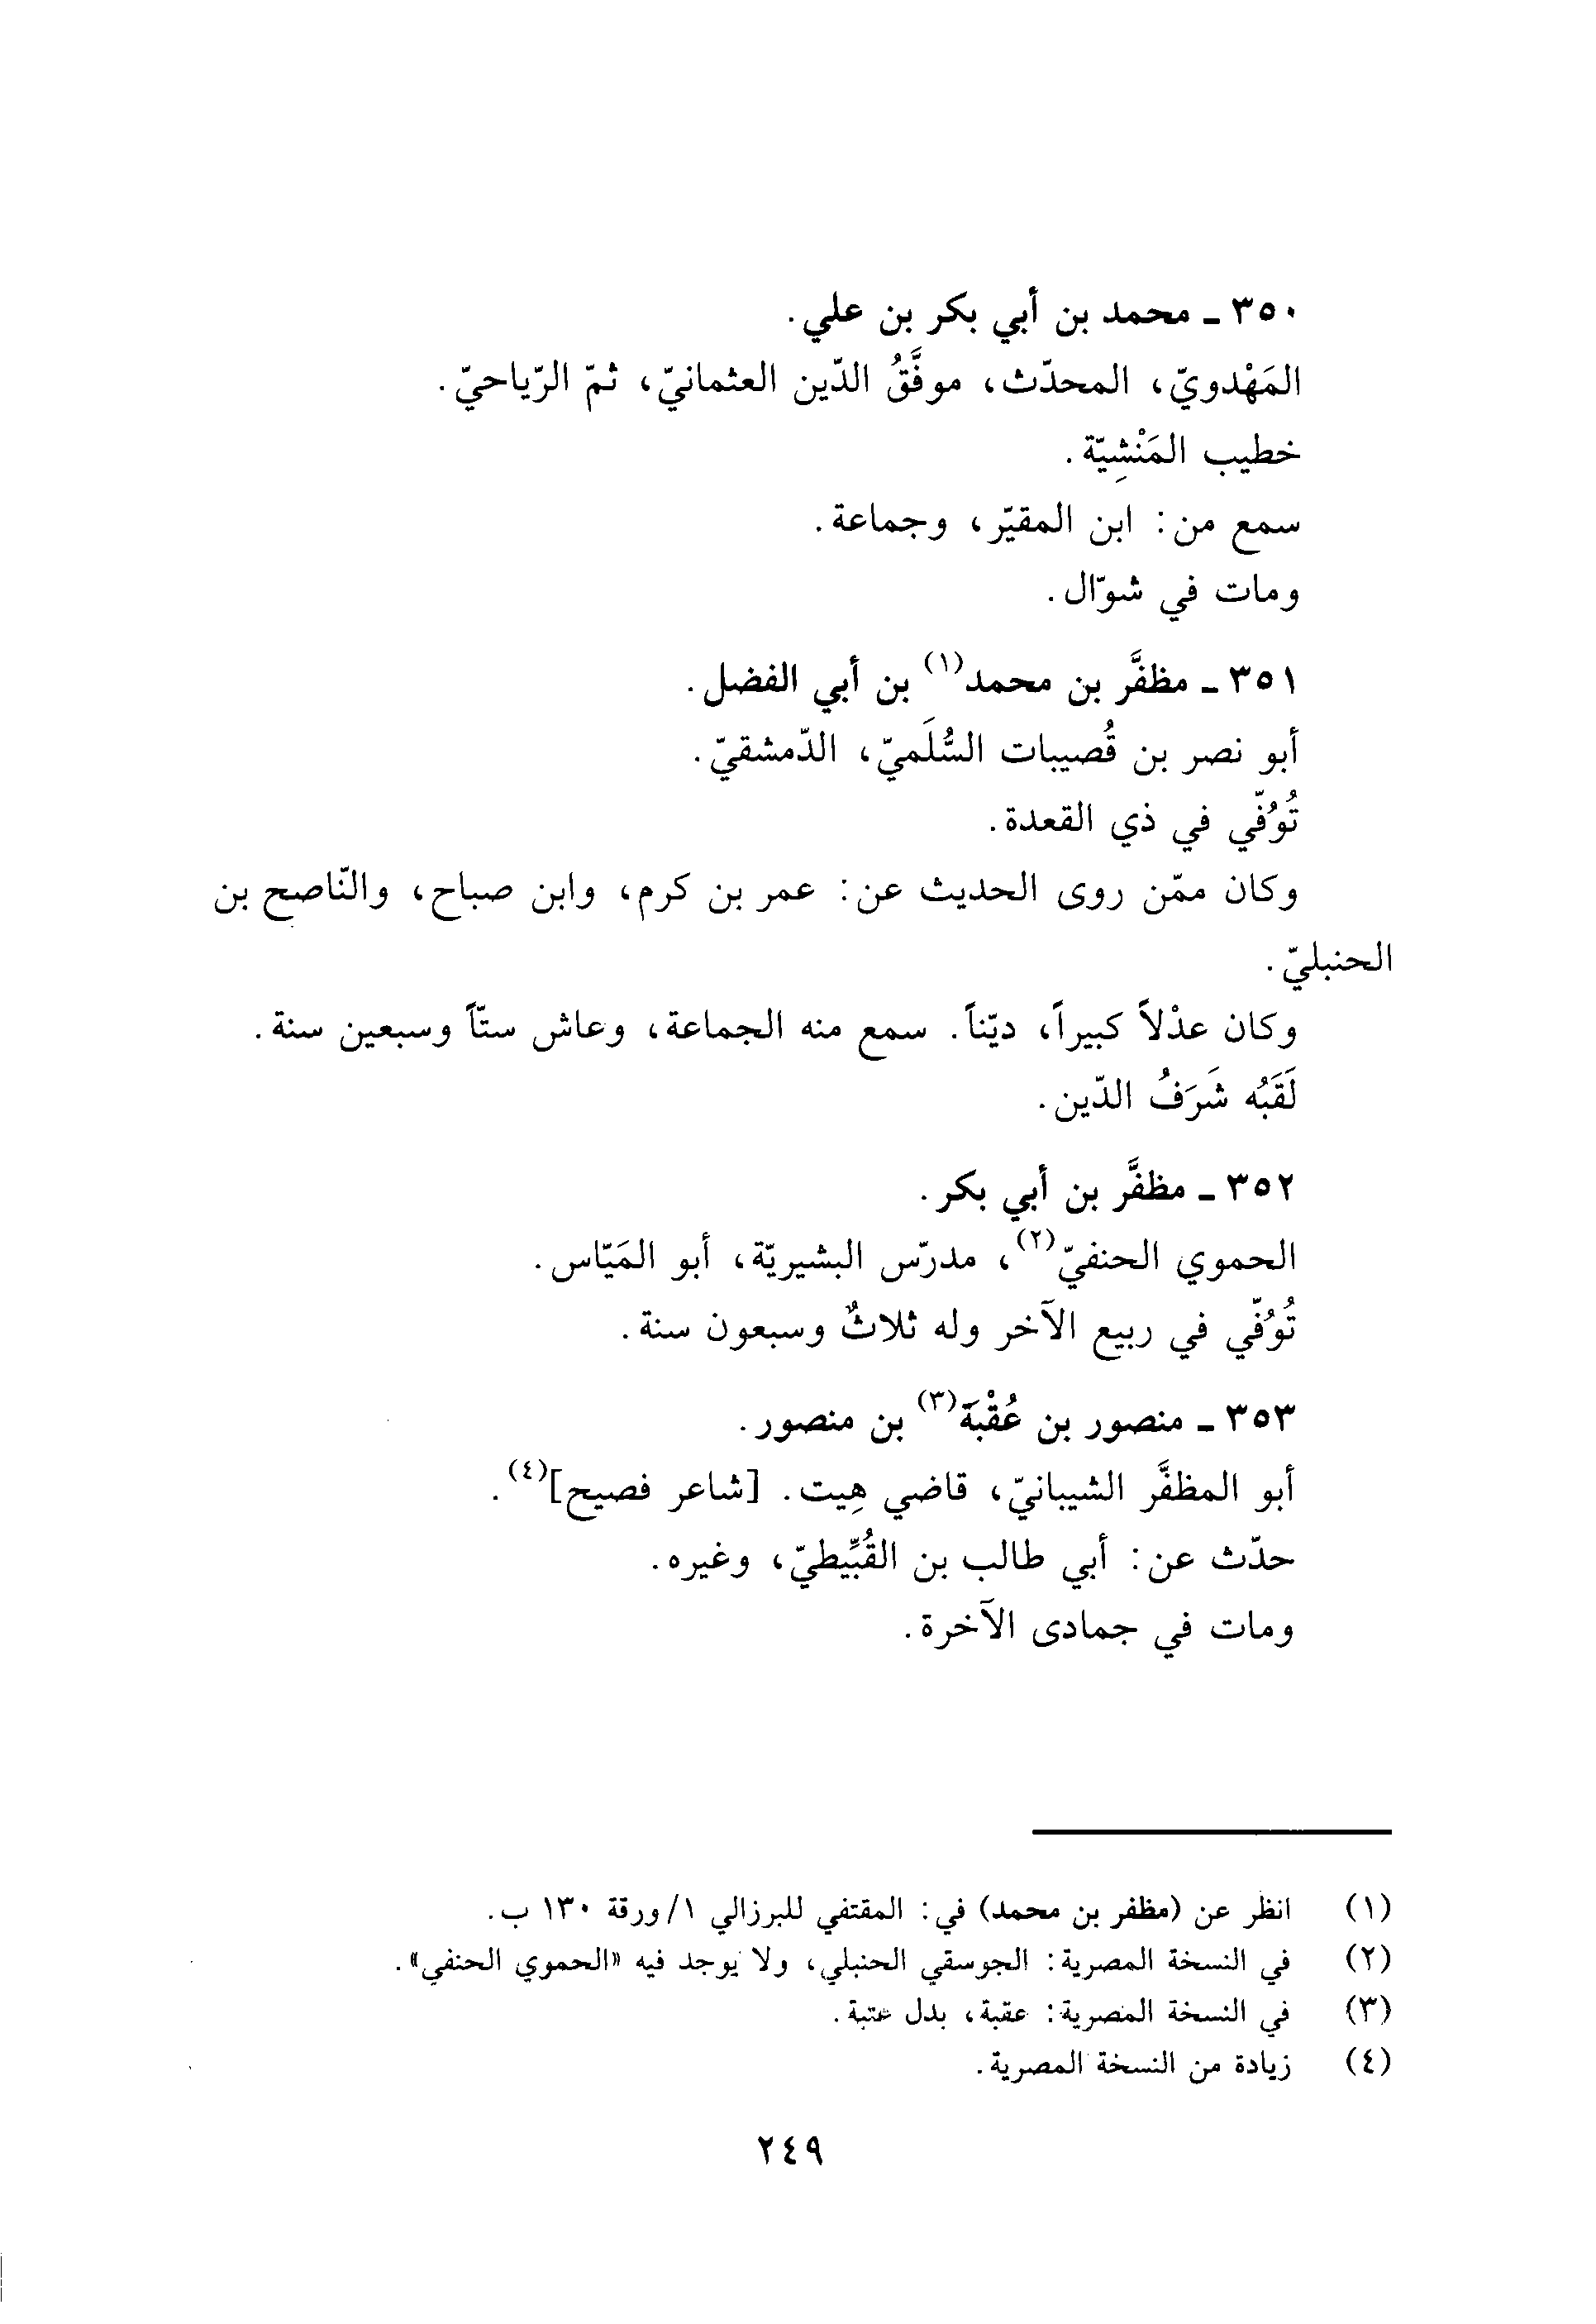 ٣٥٠ ـ محمد بن أبي بكر بن علي.
المَهْدويّ، المحدّث، موفَّقُ الدّين العثمانيّ، ثمّ الرّياحيّ.
خطيب المَنْشِيّة.
سمع من: ابن المقيّر، وجماعة.
ومات في شوّال.
٣٥١ ـ مظفَّر بن محمد(١) بن أبي الفضل.
أبو نصر بن قُصيبات السُّلَميّ، الدّمشقيّ.
تُوُفّي في ذي القعدة.
وكان ممّن روى الحديث عن: عمر بن كرم، وابن صباح، والنّاصح بن
الحنبليّ.
وكان عدْلاً كبيراً، ديّناً. سمع منه الجماعة، وعاش ستّاً وسبعين سنة.
لَقَبُه شَرَفُ الدّين.
٣٥٢ ـ مظفَّر بن أبي بكر.
الحموي الحنفيّ(٢)، مدرّس البشيريّة، أبو المَيّاس.
تُوُفّي في ربيع الآخر وله ثلاثٌ وسبعون سنة.
٣٥٣ ـ منصور بن عُقْبَة(٣) بن منصور.
أبو المظفَّر الشيبانيّ، قاضي هِيت. [شاعر فصيح](٤).
حدّث عن: أبي طالب بن القُبَّيطيّ، وغيره.
ومات في جمادى الآخرة.
(١) انظر عن (مظفر بن محمد) في: المقتفي للبرزالي ١/ ورقة ١٣٠ ب.
(٢) في النسخة المصرية: الجوسقي الحنبلي، ولا يوجد فيه «الحموي الحنفي».
(٣) في النسخة المصرية: عقبة، بدل عتبة.
(٤) زيادة من النسخة المصرية.
٢٤٩